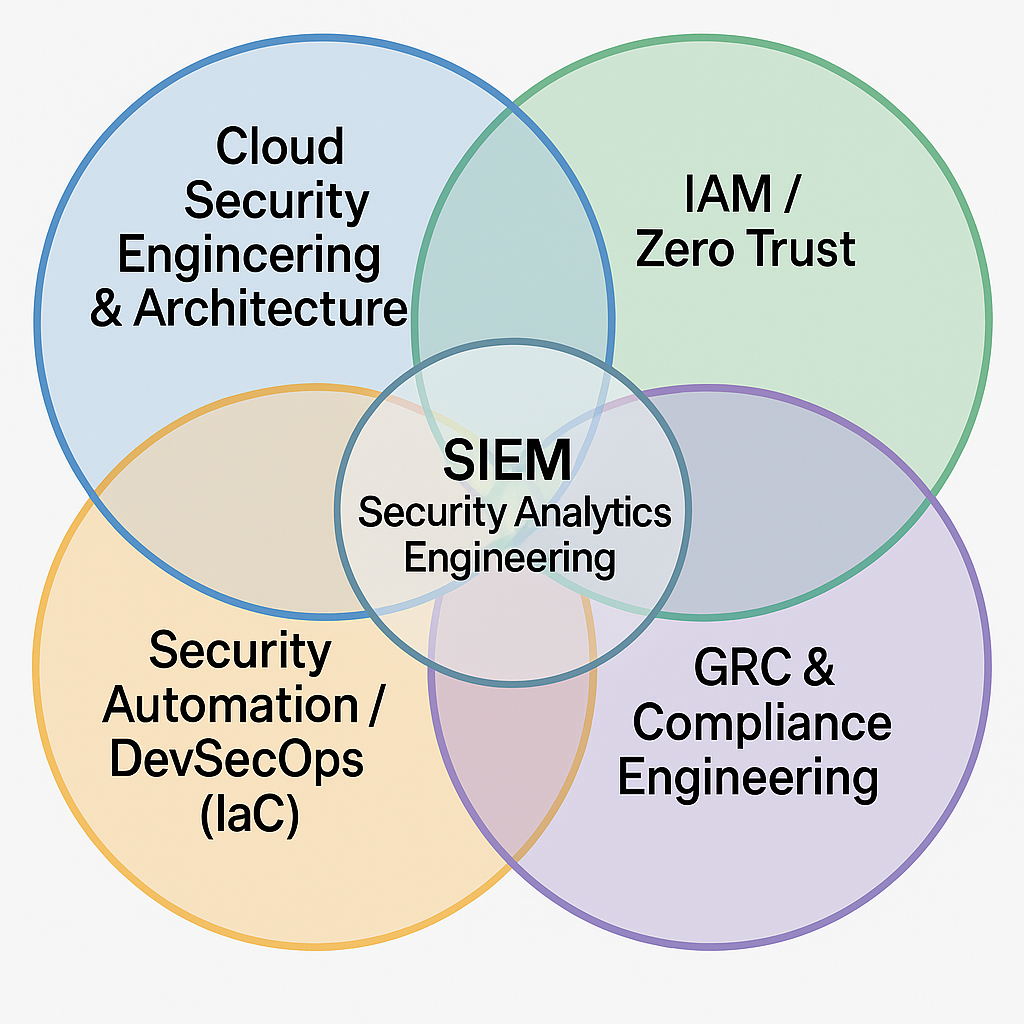 Cloud
Security
Engincering
& Architecture
IAM /
Zero Trust
SIEM
Security Analytics
Engineering
Security
Automation /
DevSecOps
(IaC)
GRC &
Compliance
Engineering